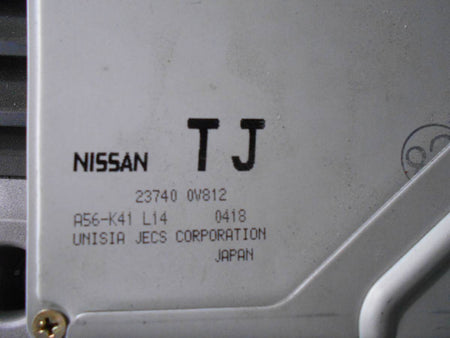 NISSAN TJ
23740 0V812
A56-K41 L14 0418
UNISIA JECS CORPORATION
JAPAN